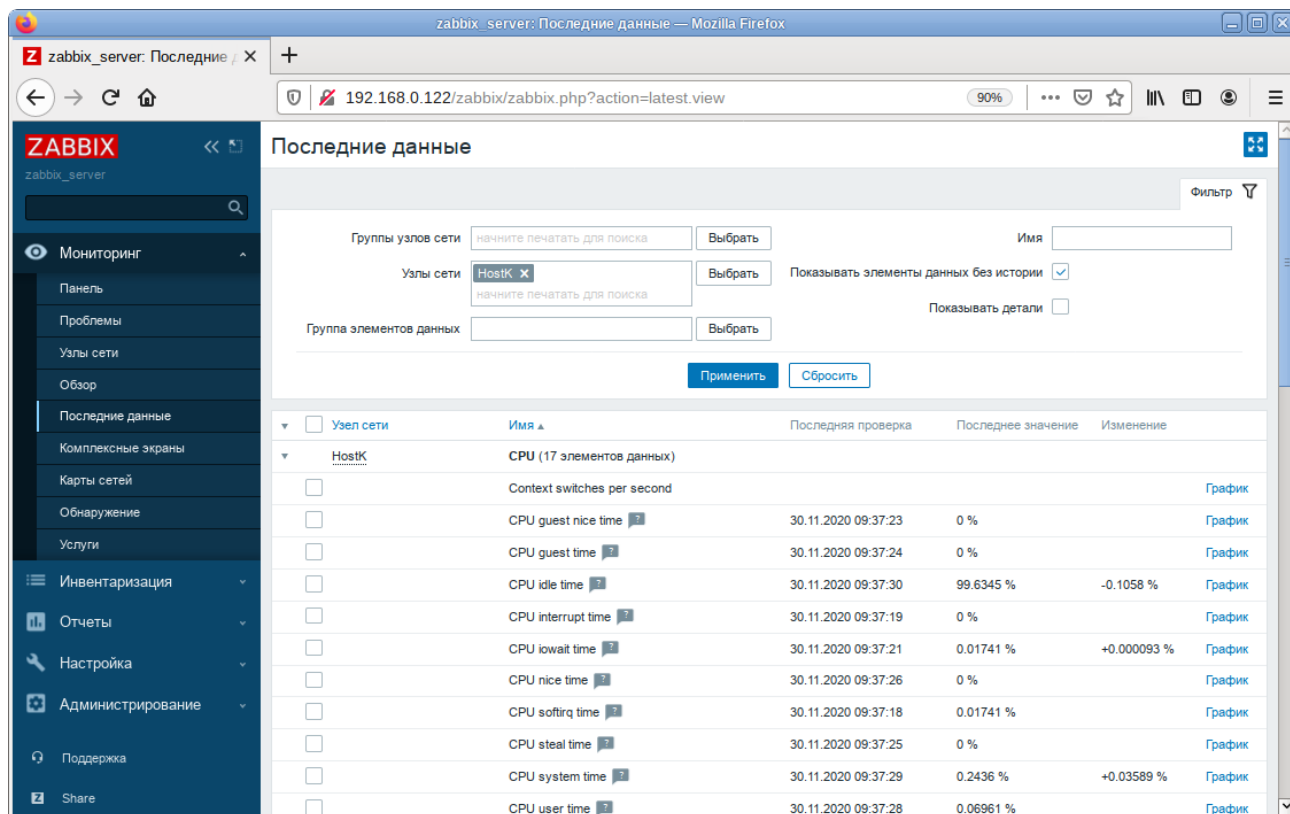 zabbix_server: Последние данные — Mozilla Firefox
Z zabbix_server: Последние
192.168.0.122/zabbix/zabbix.php?action=latest.view 90%
ZABBIX
zabbix_server
Мониторинг
Панель
Проблемы
Узлы сети
Обзор
Последние данные
Комплексные экраны
Карты сетей
Обнаружение
Услуги
Инвентаризация
Отчеты
Настройка
Администрирование
Поддержка
Z Share
Последние данные
Фильтр
Группы узлов сети начните печатать для поиска Выбрать Имя
Узлы сети HostK Выбрать Показывать элементы данных без истории
начните печатать для поиска
Показывать детали
Группа элементов данных Выбрать
Применить Сбросить
Узел сети Имя Последняя проверка Последнее значение Изменение
HostK CPU (17 элементов данных)
Context switches per second График
CPU guest nice time ? 30.11.2020 09:37:23 0 % График
CPU guest time ? 30.11.2020 09:37:24 0 % График
CPU idle time ? 30.11.2020 09:37:30 99.6345 % -0.1058 % График
CPU interrupt time ? 30.11.2020 09:37:19 0 % График
CPU iowait time ? 30.11.2020 09:37:21 0.01741 % +0.000093 % График
CPU nice time ? 30.11.2020 09:37:26 0 % График
CPU softirq time ? 30.11.2020 09:37:18 0.01741 % График
CPU steal time ? 30.11.2020 09:37:25 0 % График
CPU system time ? 30.11.2020 09:37:29 0.2436 % +0.03589 % График
CPU user time ? 30.11.2020 09:37:28 0.06961 % График